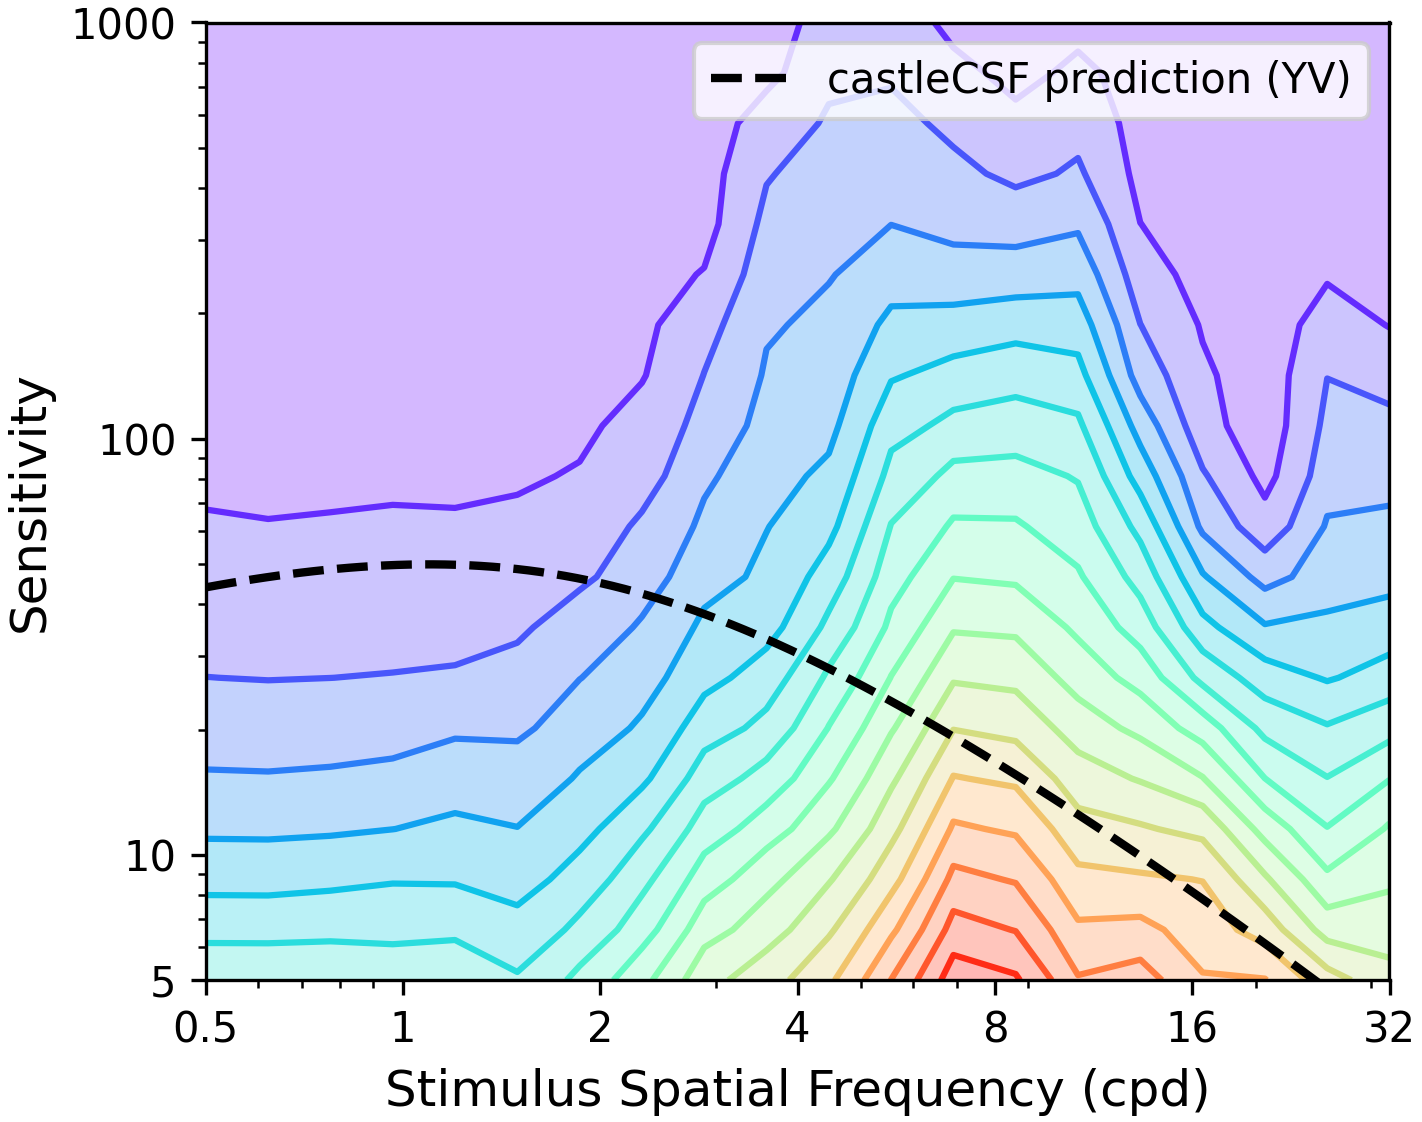 1000
castleCSF prediction (YV)
100
10
5
Sensitivity
0.5 1 2 4 8 16 32
Stimulus Spatial Frequency (cpd)